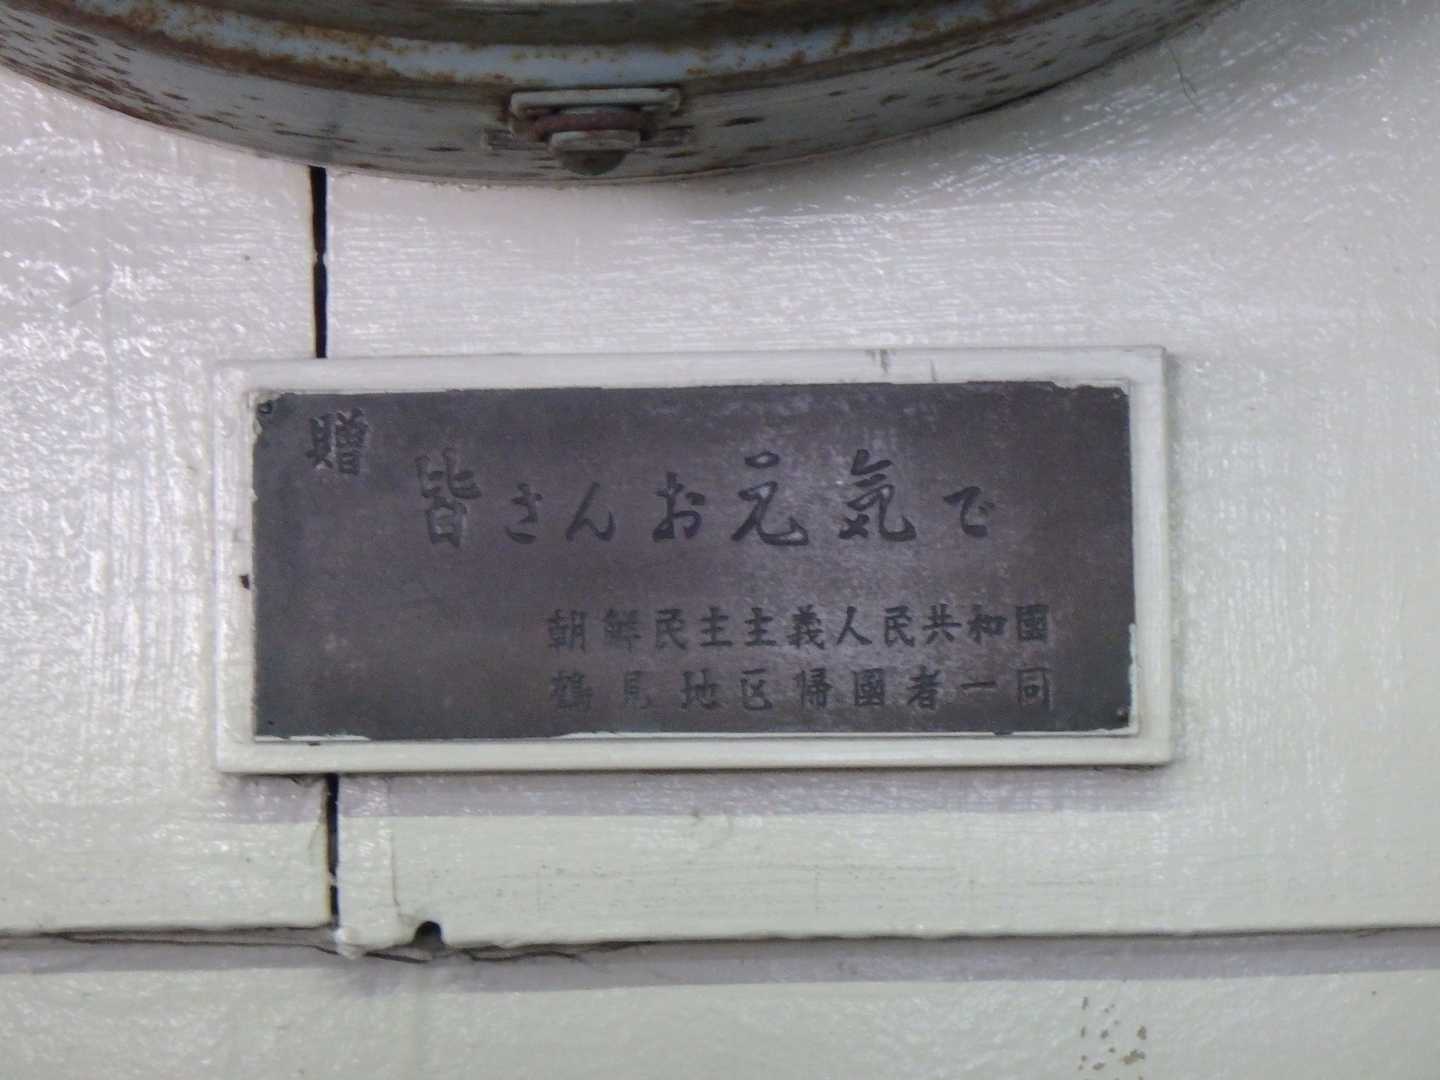 贈
皆さんお元気で
朝鮮民主主義人民共和國
鶴見地区帰國者一同